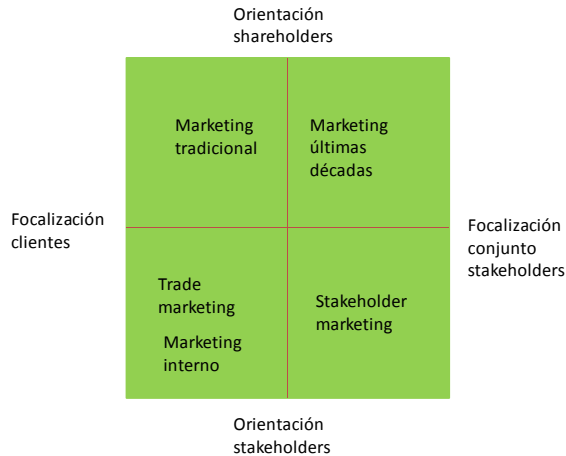 Orientación
shareholders
Marketing
tradicional
Marketing
últimas
décadas
Focalización
clientes
Focalización
conjunto
stakeholders
Trade
marketing
Marketing
interno
Stakeholder
marketing
Orientación
stakeholders